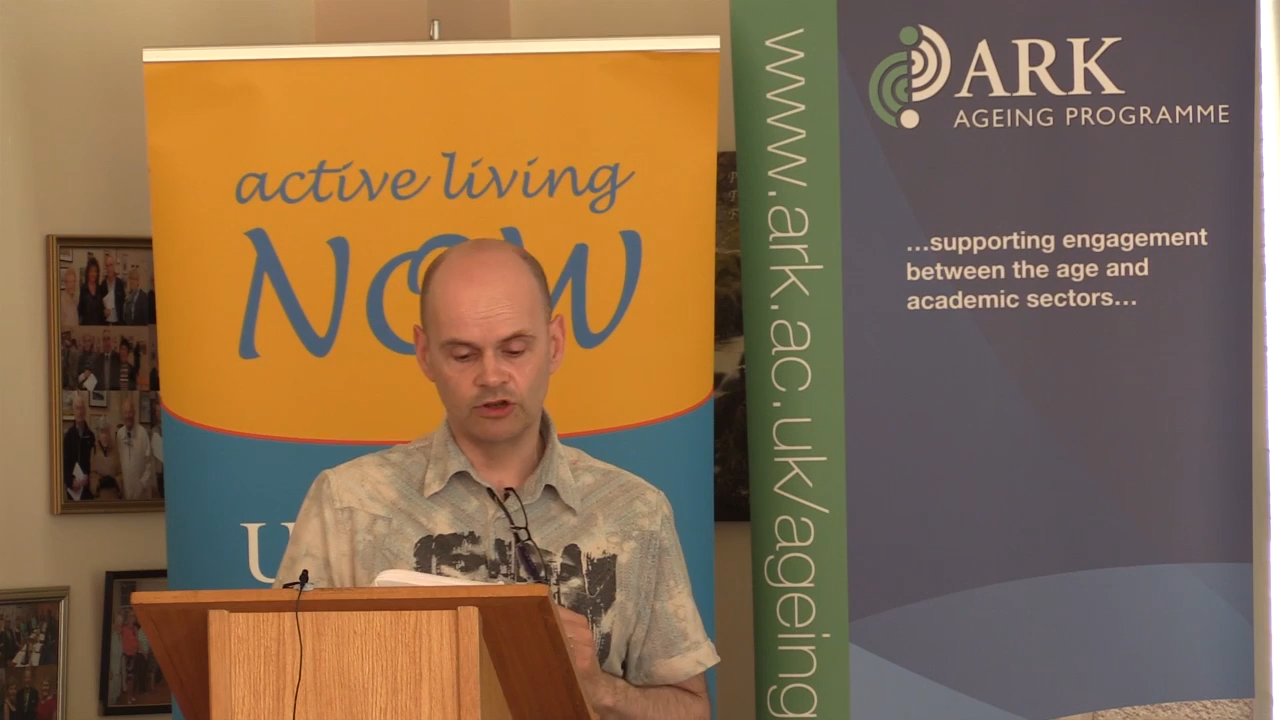 active living
NOW
U
www.ark.ac.uk/ageing
ARK
AGEING PROGRAMME
...supporting engagement
between the age and
academic sectors...